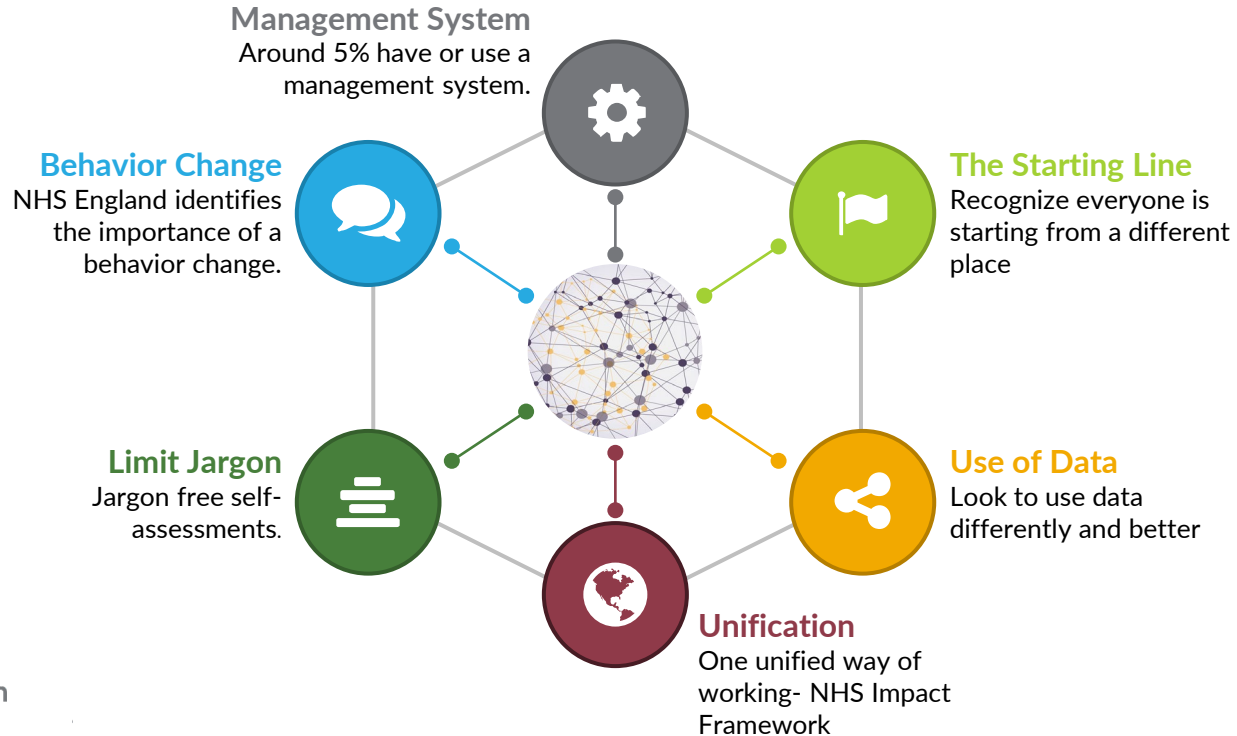 Management System
Around 5% have or use a
management system.
Behavior Change
NHS England identifies
the importance of a
behavior change.
The Starting Line
Recognize everyone is
starting from a different
place
Limit Jargon
Jargon free self-
assessments.
Use of Data
Look to use data
differently and better
Unification
One unified way of
working- NHS Impact
Framework